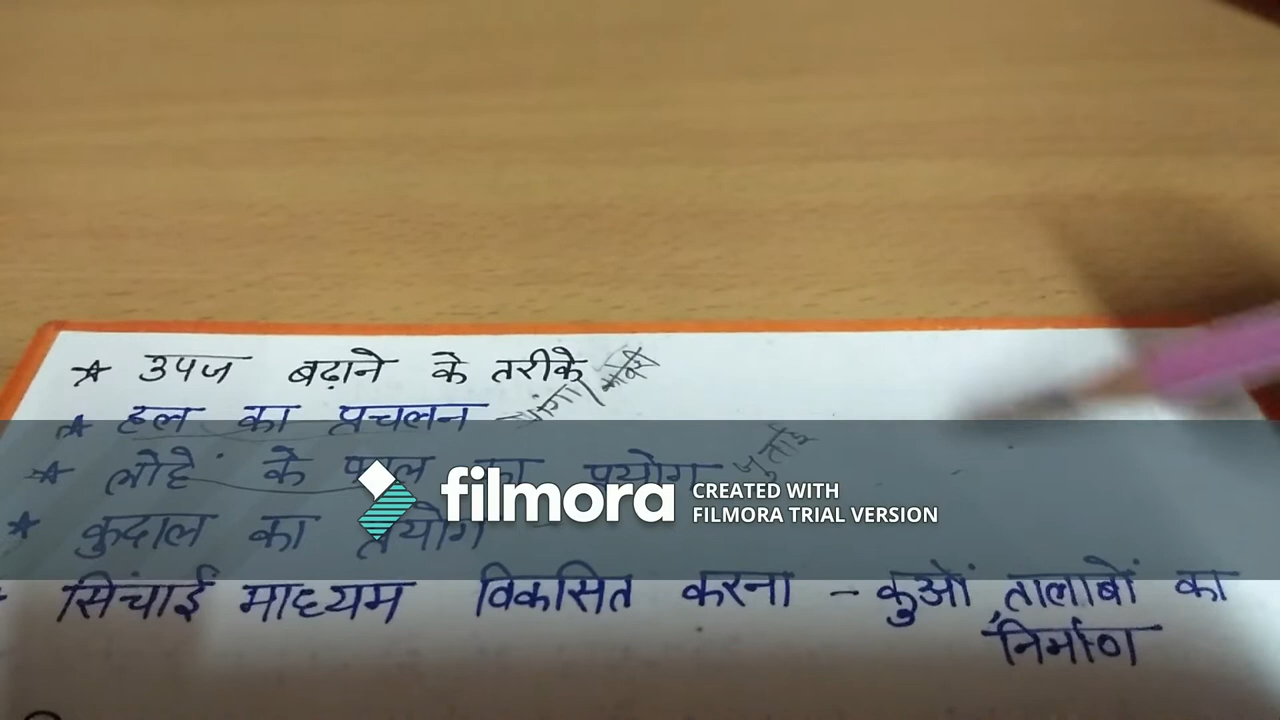 ☆ उपज बढ़ाने के तरीके
☆ हल का प्रचलन
☆ लोहे के फाल का प्रयोग जुताई
☆ कुदाल का प्रयोग
सिंचाई माध्यम विकसित करना - कुओं, तालाबों का
निर्माण
filmora
CREATED WITH
FILMORA TRIAL VERSION